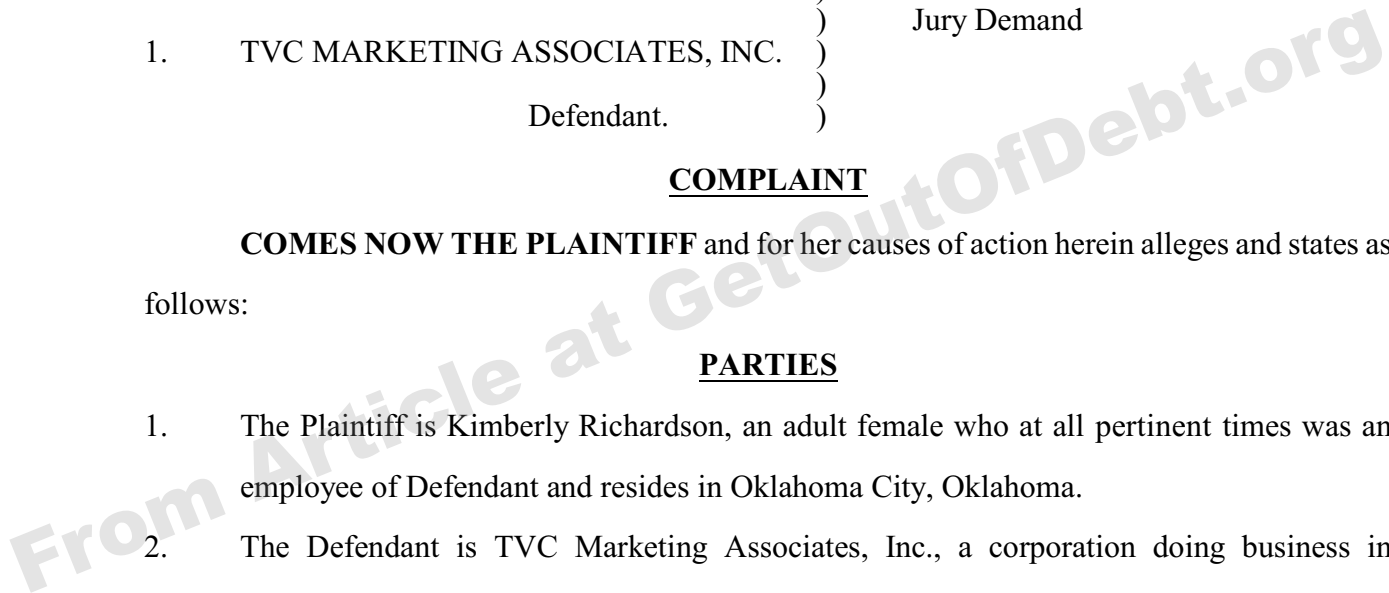 ) Jury Demand
1. TVC MARKETING ASSOCIATES, INC. )
)
Defendant. )
COMPLAINT
COMES NOW THE PLAINTIFF and for her causes of action herein alleges and states as
follows:
PARTIES
1. The Plaintiff is Kimberly Richardson, an adult female who at all pertinent times was an
employee of Defendant and resides in Oklahoma City, Oklahoma.
2. The Defendant is TVC Marketing Associates, Inc., a corporation doing business in
From Article at GetOutOfDebt.org